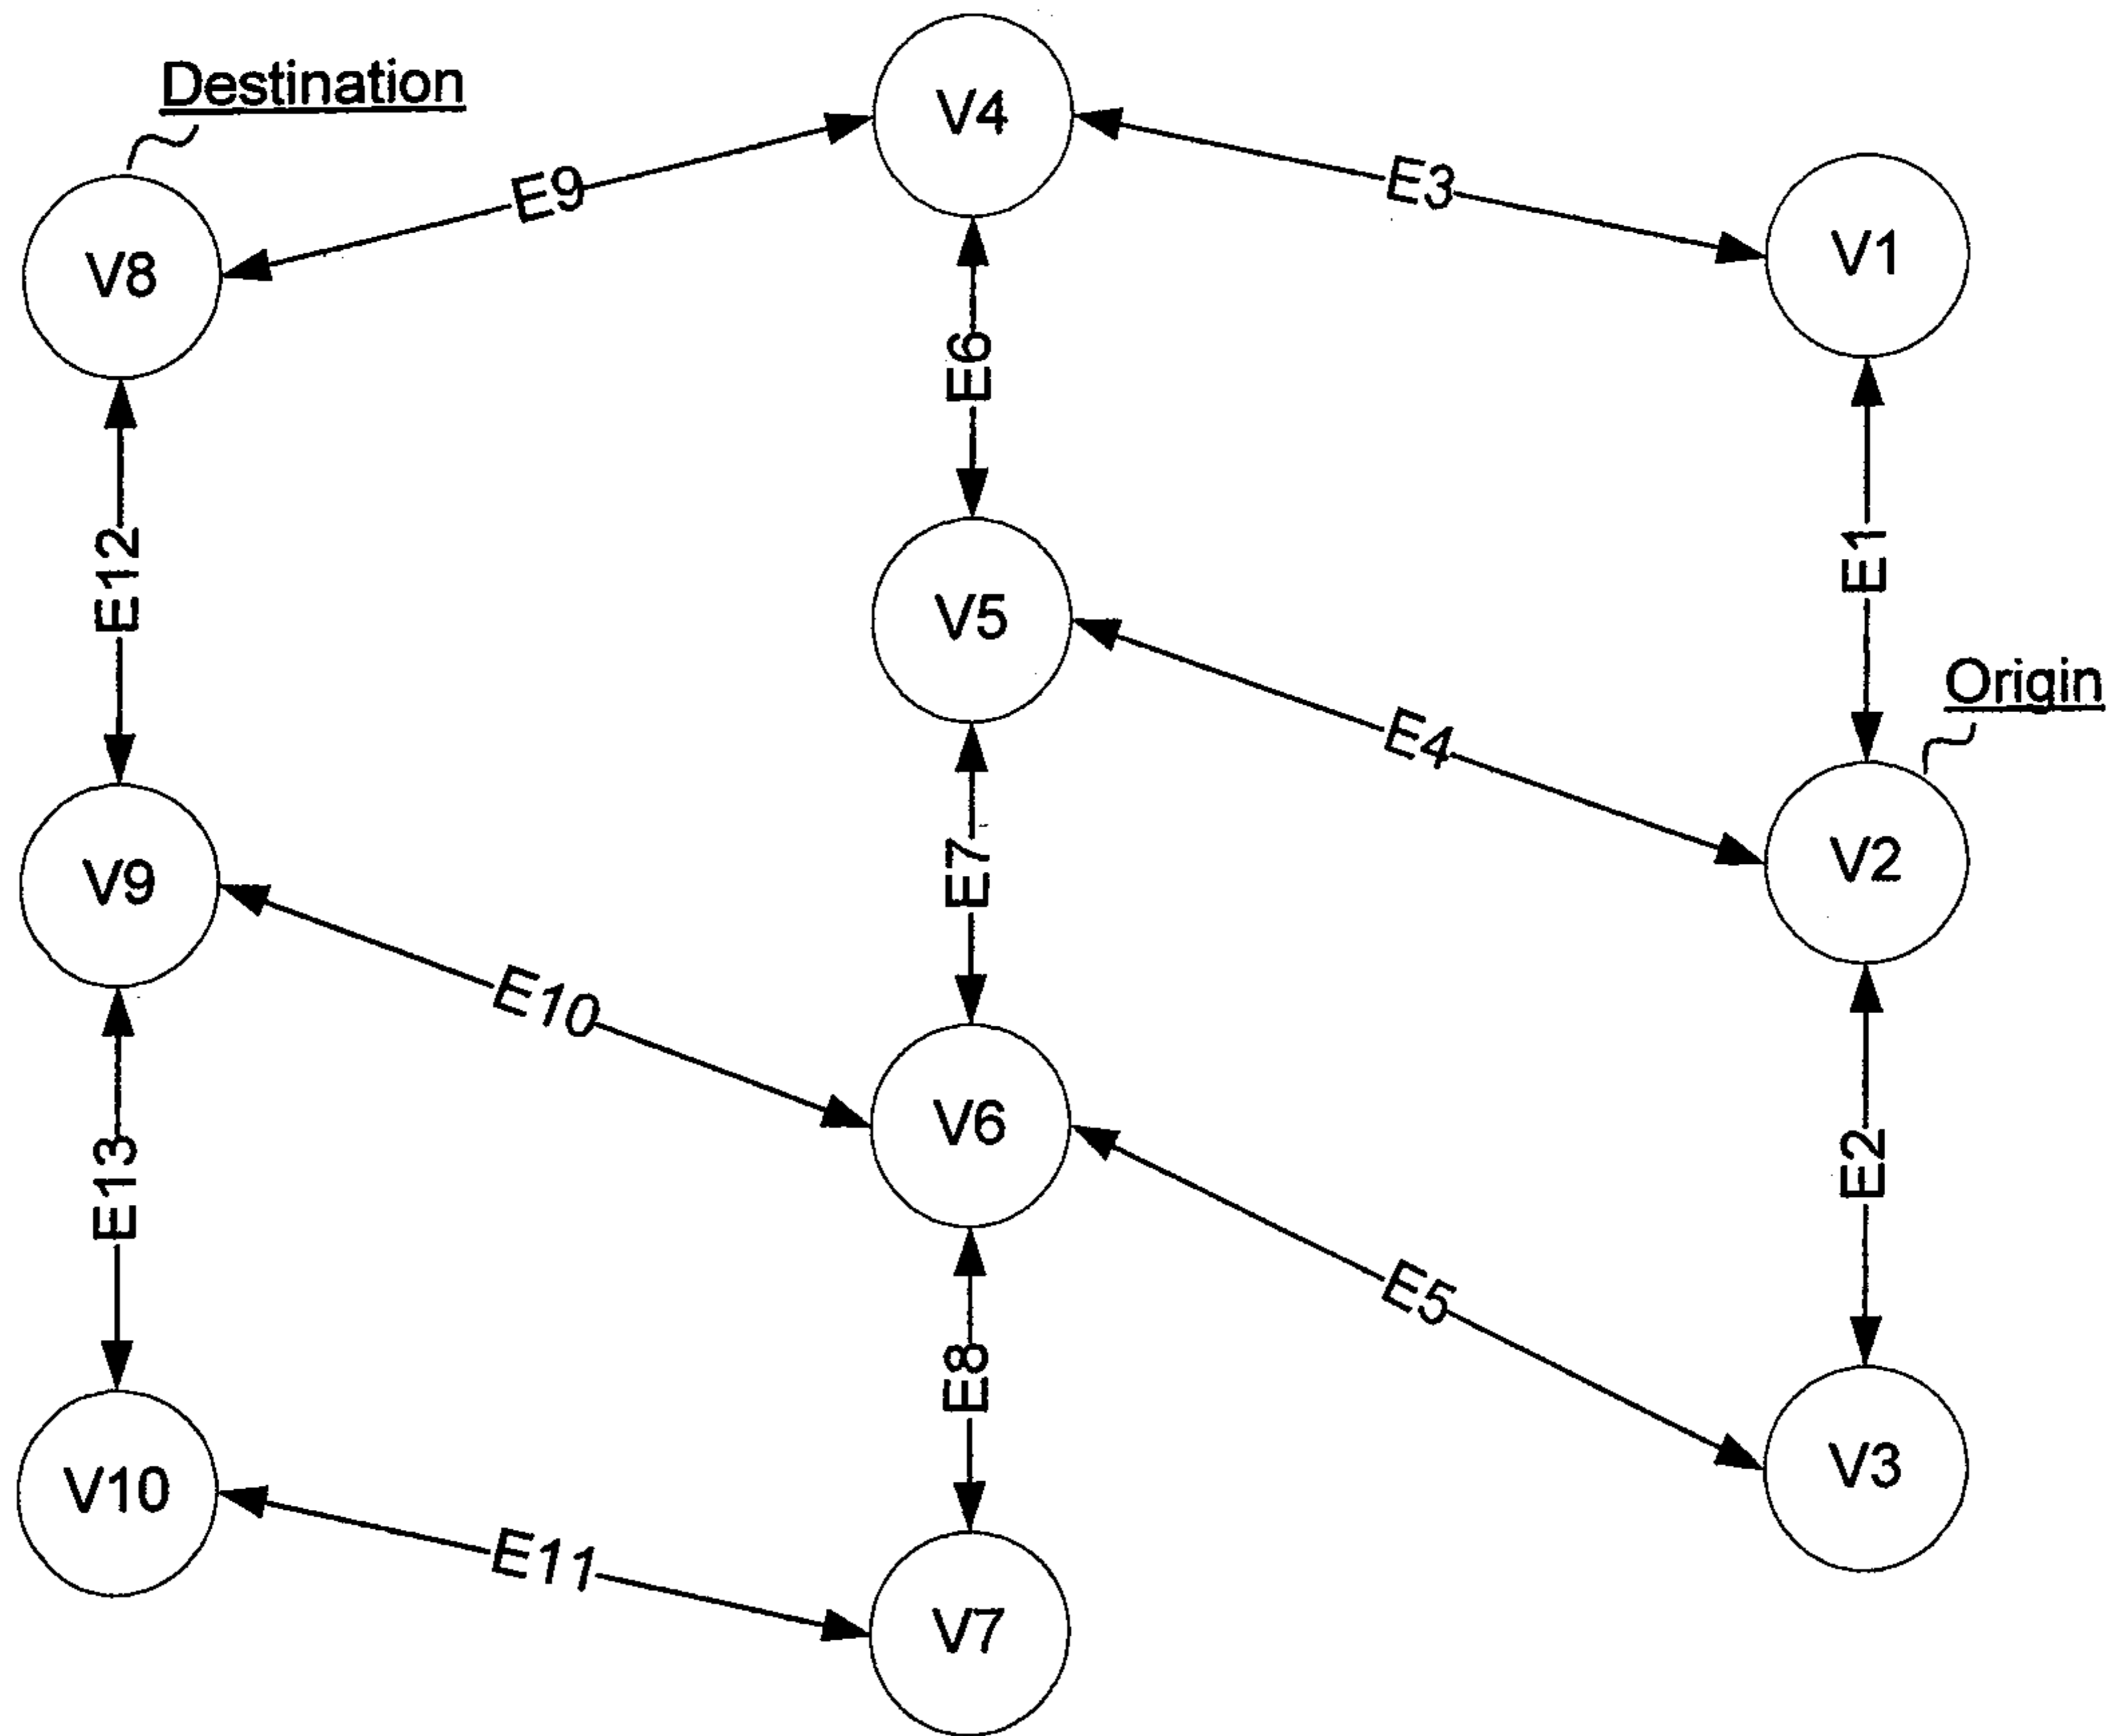 Destination
V4
E9
E3
V8
V1
E6
E12
V5
E1
Origin
E4
V9
E7
V2
E10
V6
E13
E2
E5
E8
V10
V3
E11
V7